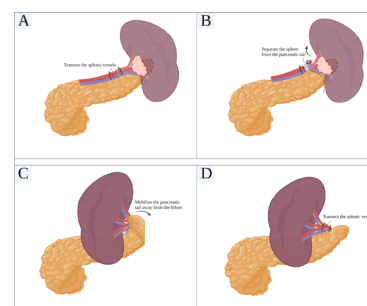 A
Transect the splenic vessels
B
Separate the spleen
from the pancreatic tail
C
Mobilize the pancreatic
tail away from the hilum
D
Transect the splenic